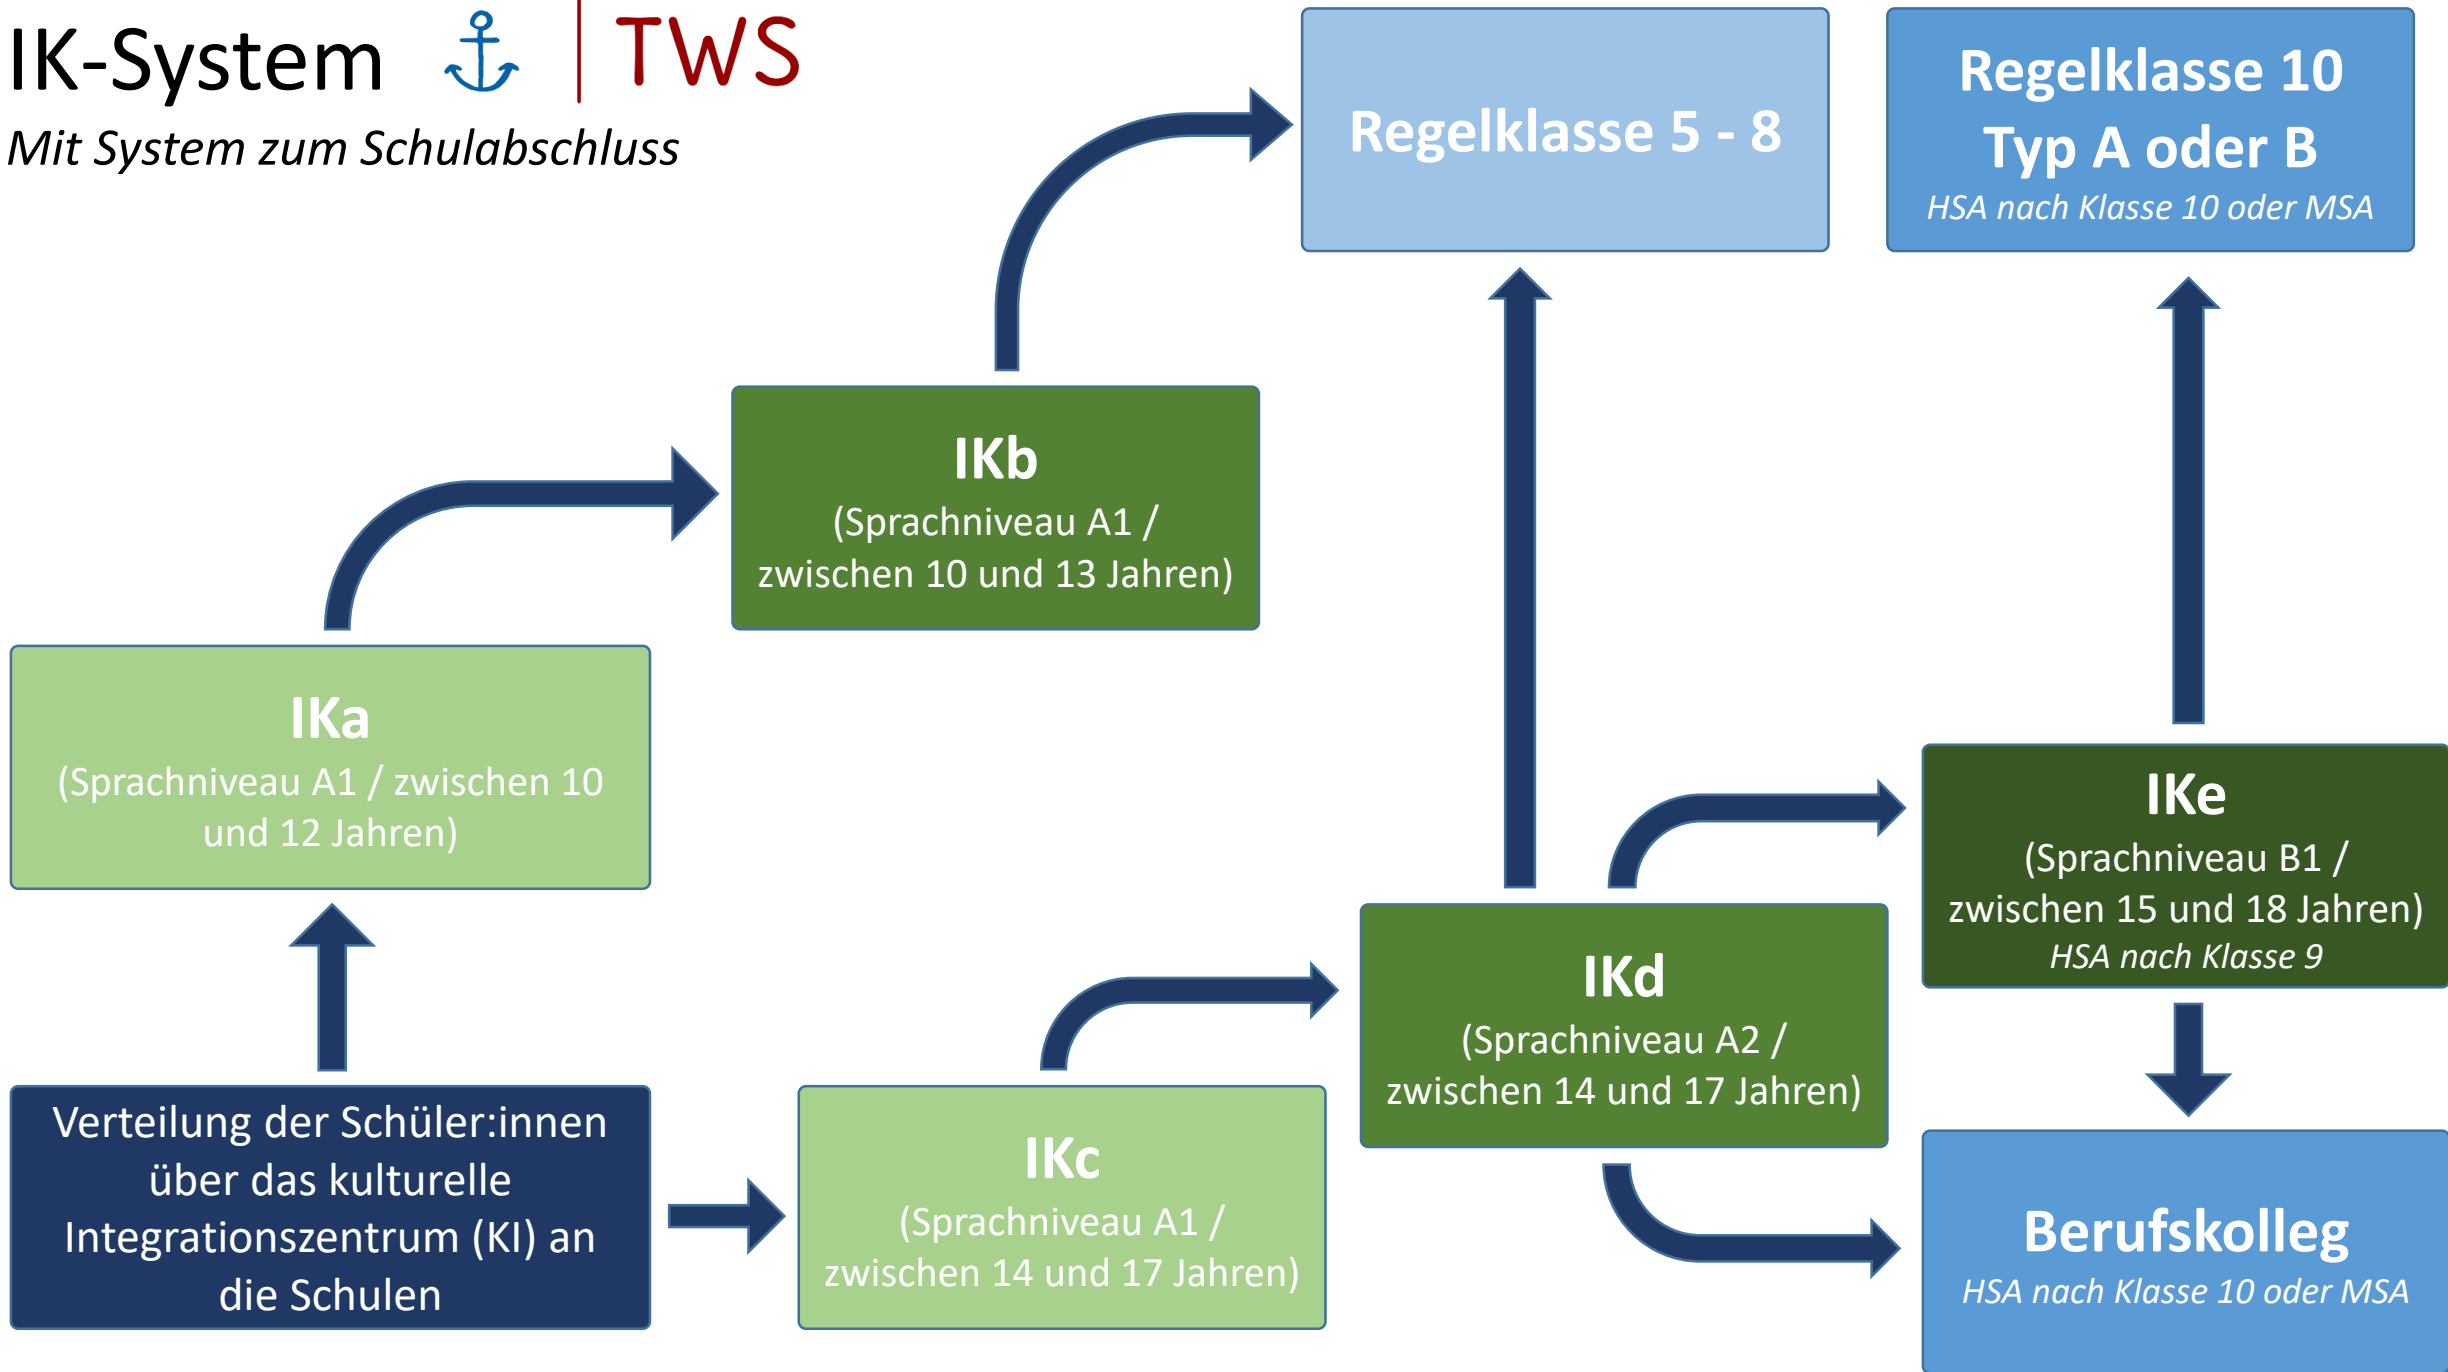 IK-System
TWS
Mit System zum Schulabschluss
Regelklasse 5 - 8
Regelklasse 10
Typ A oder B
HSA nach Klasse 10 oder MSA
IKb
(Sprachniveau A1 /
zwischen 10 und 13 Jahren)
IKa
(Sprachniveau A1 / zwischen 10
und 12 Jahren)
IKe
(Sprachniveau B1 /
zwischen 15 und 18 Jahren)
HSA nach Klasse 9
IKd
(Sprachniveau A2 /
zwischen 14 und 17 Jahren)
Verteilung der Schüler:innen
über das kulturelle
Integrationszentrum (KI) an
die Schulen
IKc
(Sprachniveau A1 /
zwischen 14 und 17 Jahren)
Berufskolleg
HSA nach Klasse 10 oder MSA